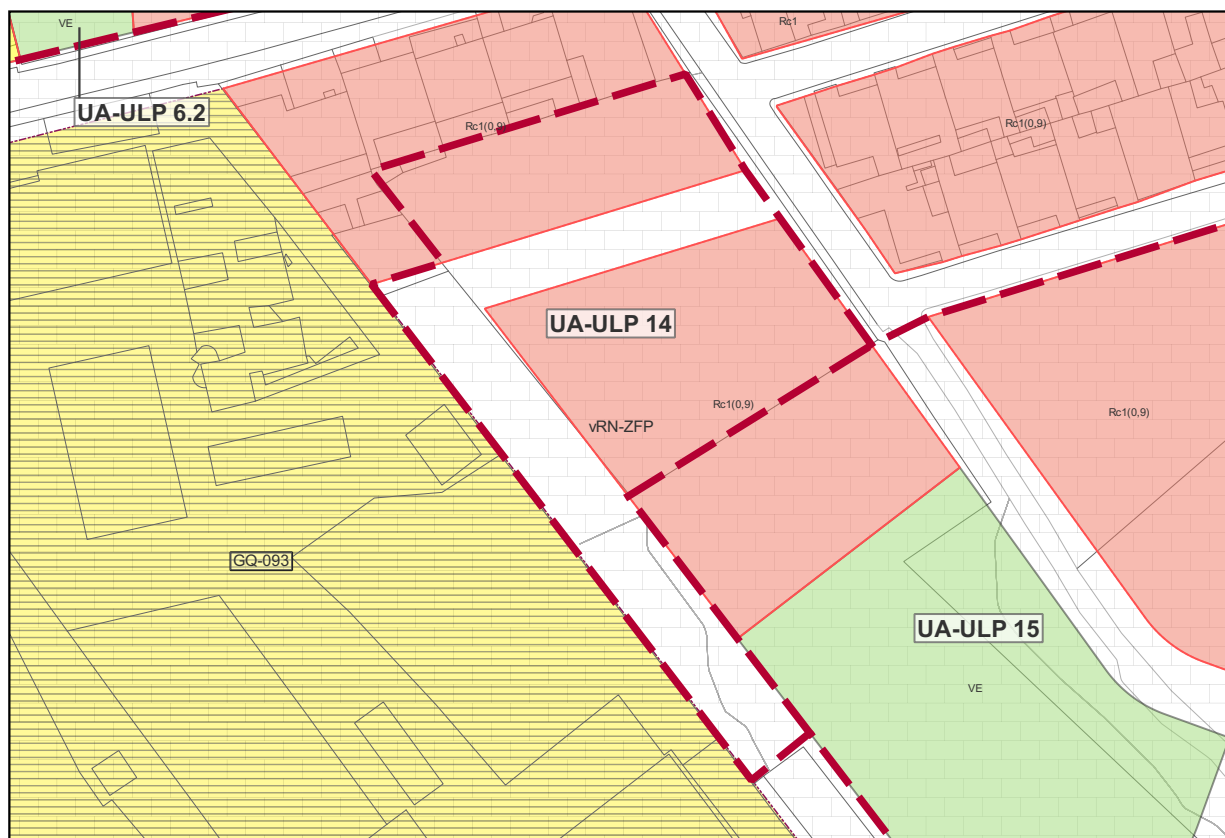 VE
Rc1
UA-ULP 6.2
Rc1(0,9)
Rc1(0,9)
UA-ULP 14
Rc1(0,9)
Rc1(0,9)
vRN-ZFP
GQ-093
UA-ULP 15
VE